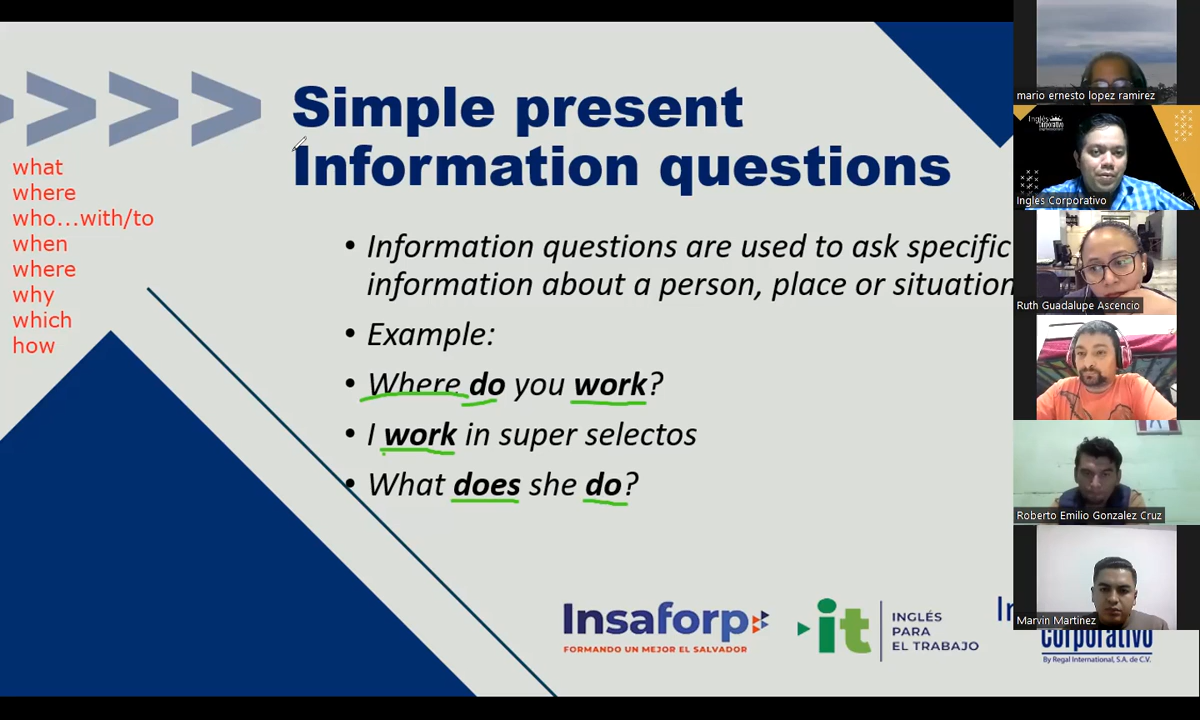 Simple present
Information questions
what
where
who...with/to
when
where
why
which
how
• Information questions are used to ask specific
information about a person, place or situation
• Example:
• Where do you work?
• I work in super selectos
• What does she do?
Insaforp
FORMANDO UN MEJOR EL SALVADOR
it
INGLÉS
PARA
EL TRABAJO
corporativo
By Regal International, S.A. de C.V.
mario ernesto lopez ramirez
Inglés
Corporativo
Ingles Corporativo
Ruth Guadalupe Ascencio
Roberto Emilio Gonzalez Cruz
Marvin Martinez